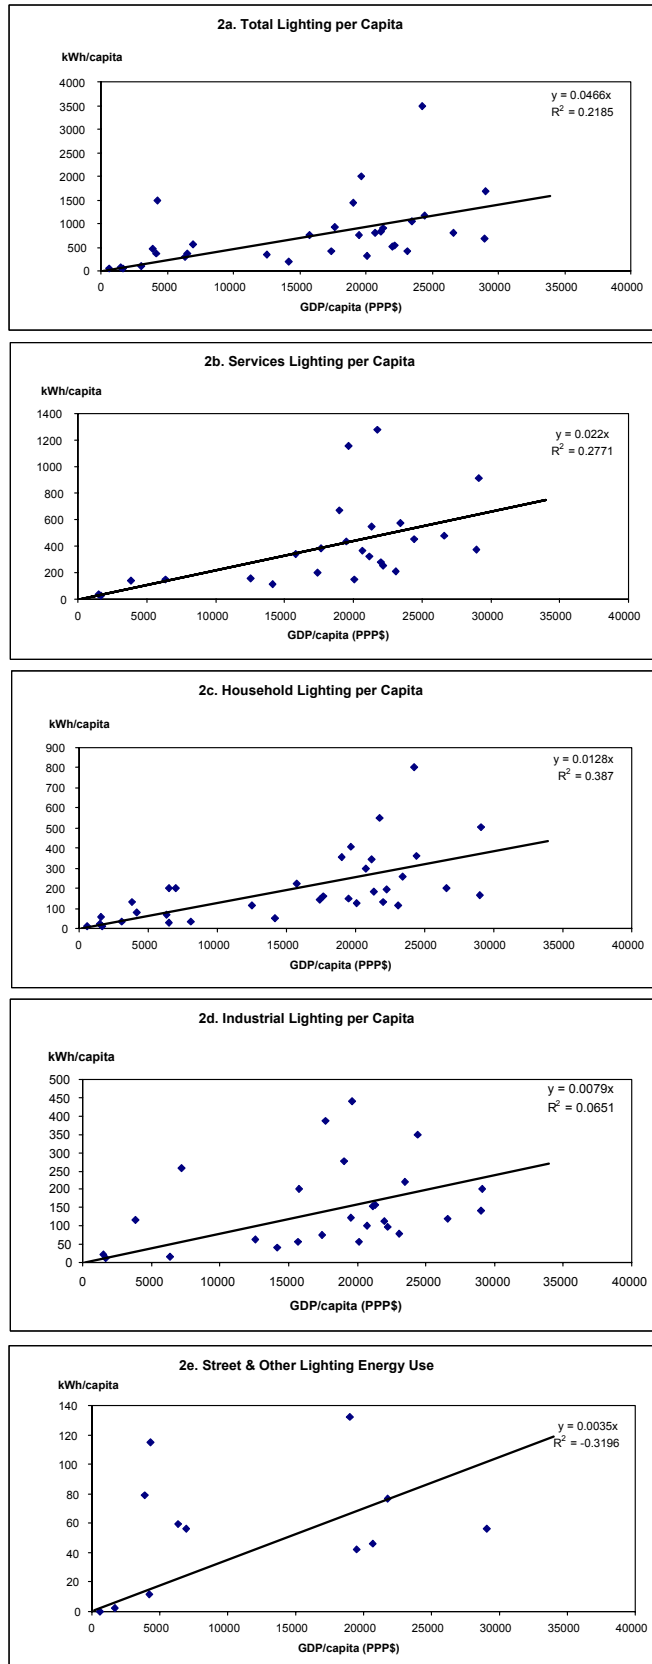 2a. Total Lighting per Capita
kWh/capita
y = 0.0466x
R² = 0.2185
4000
3500
3000
2500
2000
1500
1000
500
0
0 5000 10000 15000 20000 25000 30000 35000 40000
GDP/capita (PPP$)
2b. Services Lighting per Capita
kWh/capita
y = 0.022x
R² = 0.2771
1400
1200
1000
800
600
400
200
0
0 5000 10000 15000 20000 25000 30000 35000 40000
GDP/capita (PPP$)
2c. Household Lighting per Capita
kWh/capita
y = 0.0128x
R² = 0.387
900
800
700
600
500
400
300
200
100
0
0 5000 10000 15000 20000 25000 30000 35000 40000
GDP/capita (PPP$)
2d. Industrial Lighting per Capita
kWh/capita
y = 0.0079x
R² = 0.0651
500
450
400
350
300
250
200
150
100
50
0
0 5000 10000 15000 20000 25000 30000 35000 40000
GDP/capita (PPP$)
2e. Street & Other Lighting Energy Use
kWh/capita
y = 0.0035x
R² = -0.3196
140
120
100
80
60
40
20
0
0 5000 10000 15000 20000 25000 30000 35000 40000
GDP/capita (PPP$)